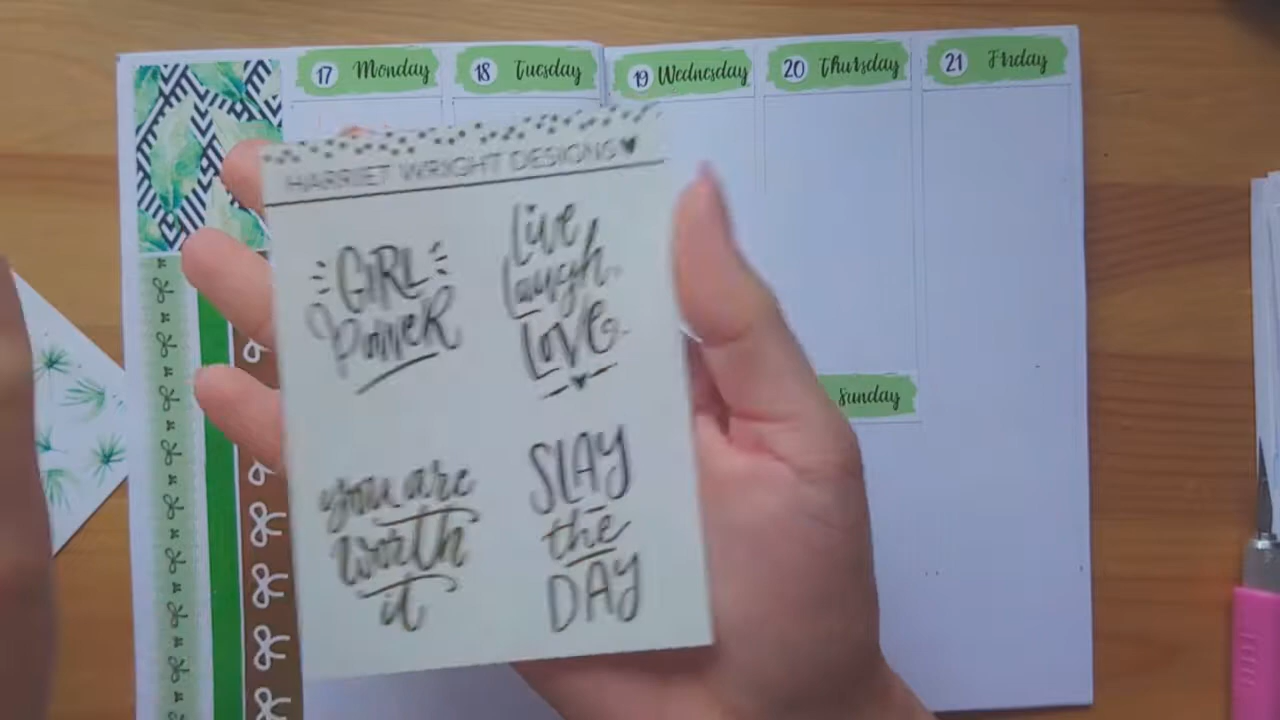 17 Monday
18 Tuesday
19 Wednesday
20 Thursday
21 Friday
HARRIET WRIGHT DESIGNS
GIRL
POWER
live
laugh
LOVE
you are
worth
it
SLAY
the
DAY
Sunday